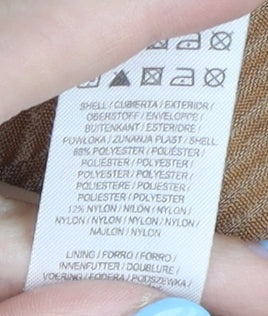 SHELL / CUBIERTA / EXTERIOR /
OBERSTOFF / ENVELOPPE /
BUITENKANT / ESTERIDRE /
POWŁOKA / ZUNANJA PLAST / SHELL
88% POLYESTER / POLIÉSTER /
POLIÉSTER / POLYESTER /
POLYESTER / POLYESTER /
POLIESTERE / POLIESTER /
POLYESTER / POLYESTER
12% NYLON / NILÓN / NYLON /
NYLON / NYLON / NYLON / NYLON /
NAJLON / NYLON
LINING / FORRO / FORRO /
INNENFUTTER / DOUBLURE /
VOERING / FODERA / PODSZEWKA /